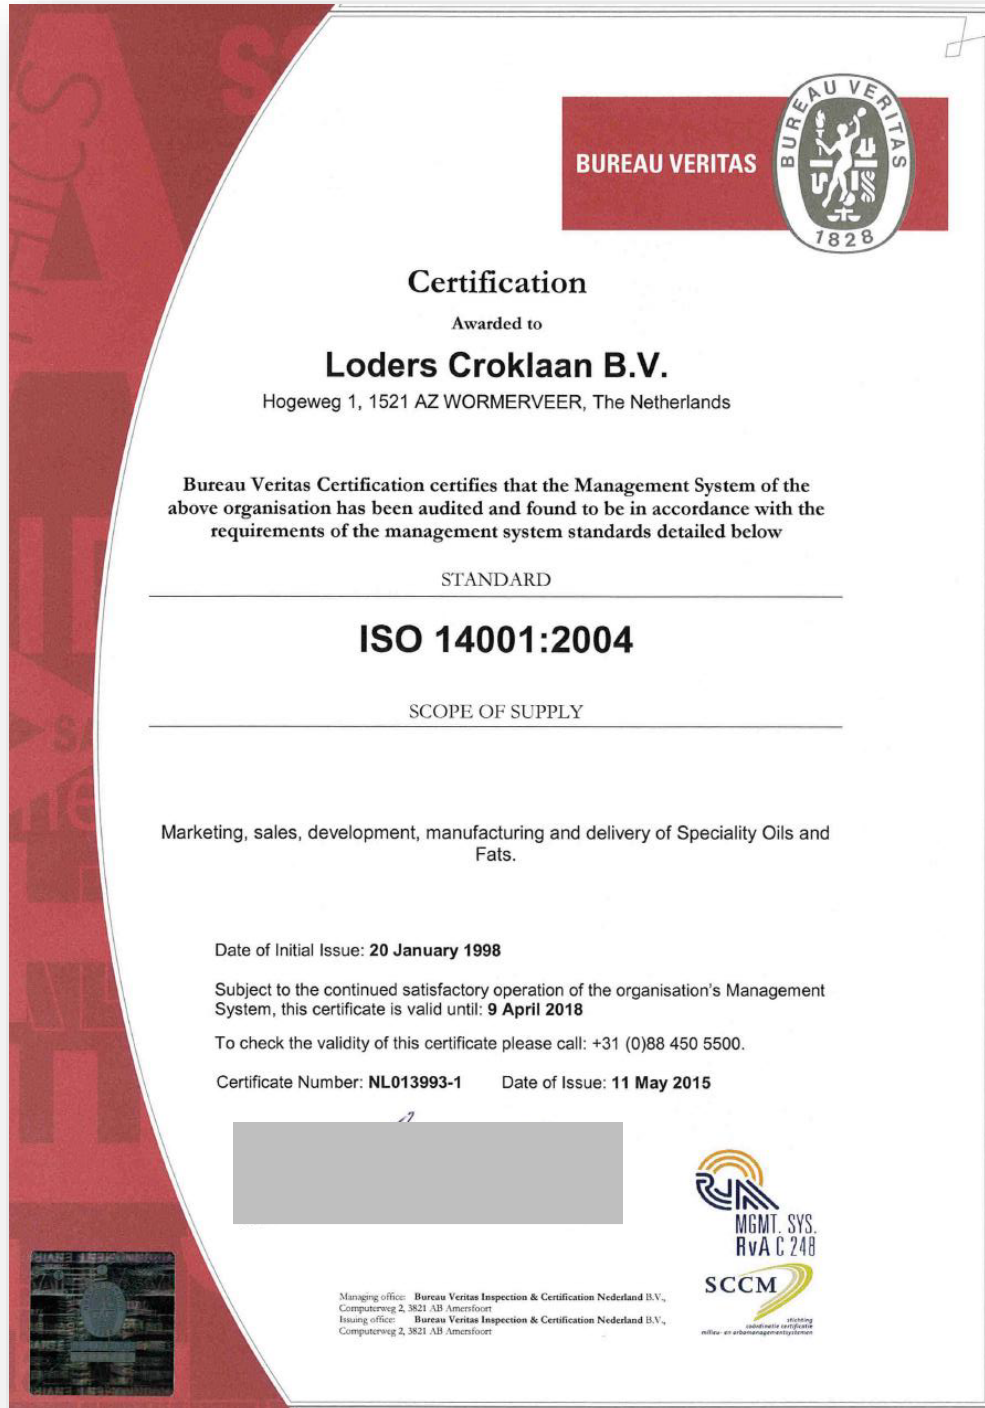 BUREAU VERITAS
BUREAU VERITAS
1828
Certification
Awarded to
Loders Croklaan B.V.
Hogeweg 1, 1521 AZ WORMERVEER, The Netherlands
Bureau Veritas Certification certifies that the Management System of the
above organisation has been audited and found to be in accordance with the
requirements of the management system standards detailed below
STANDARD
ISO 14001:2004
SCOPE OF SUPPLY
Marketing, sales, development, manufacturing and delivery of Speciality Oils and
Fats.
Date of Initial Issue: 20 January 1998
Subject to the continued satisfactory operation of the organisation's Management
System, this certificate is valid until: 9 April 2018
To check the validity of this certificate please call: +31 (0)88 450 5500.
Certificate Number: NL013993-1 Date of Issue: 11 May 2015
MGMT. SYS.
RvA C 248
SCCM
stichting
coördinatie certificatie
milieu- en arbomanagementsystemen
Managing office: Bureau Veritas Inspection & Certification Nederland B.V.,
Computerweg 2, 3821 AB Amersfoort
Issuing office: Bureau Veritas Inspection & Certification Nederland B.V.,
Computerweg 2, 3821 AB Amersfoort